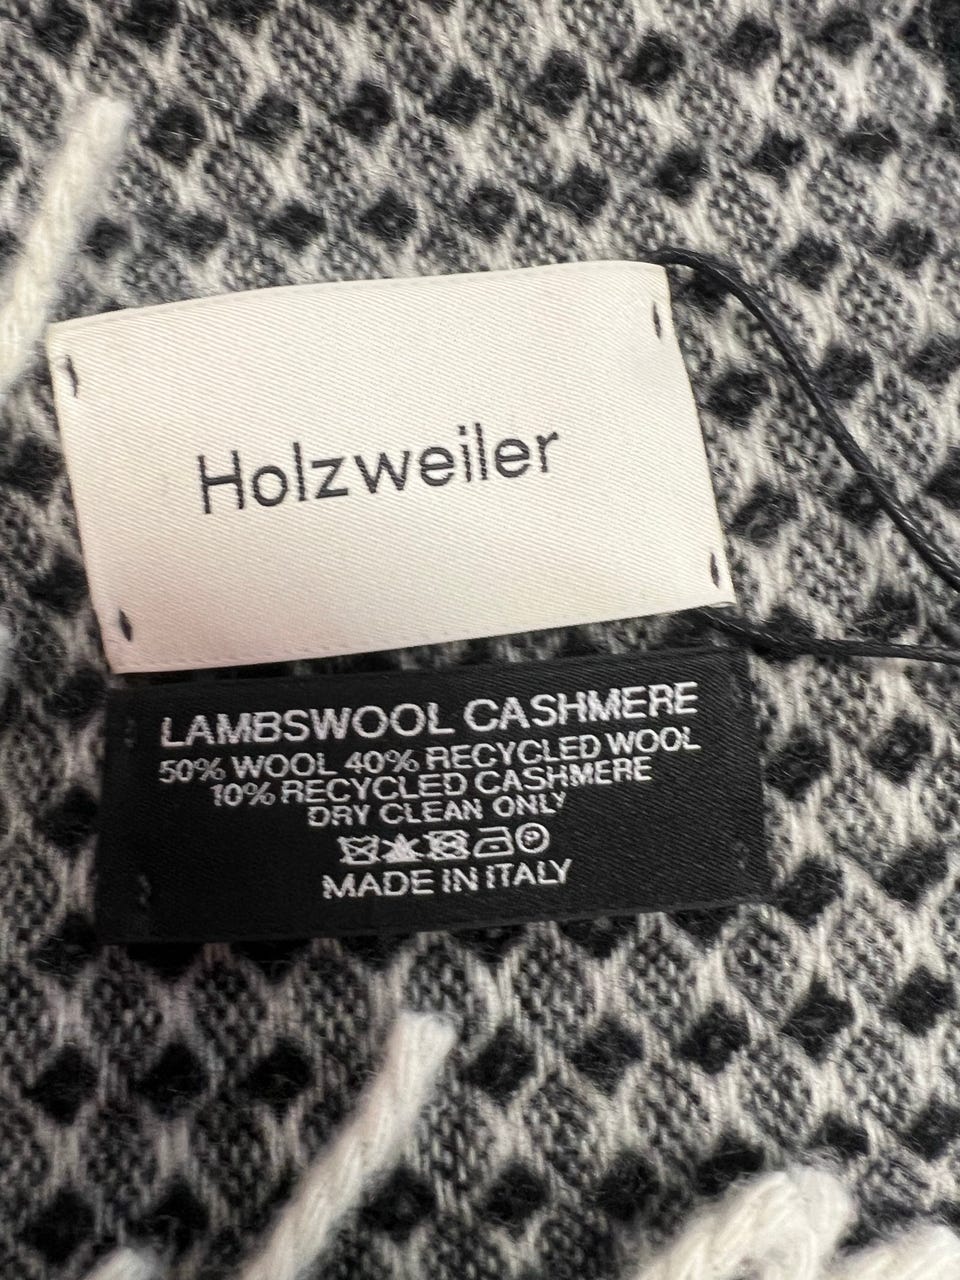 Holzweiler
LAMBSWOOL CASHMERE
50% WOOL 40% RECYCLED WOOL
10% RECYCLED CASHMERE
DRY CLEAN ONLY
MADE IN ITALY